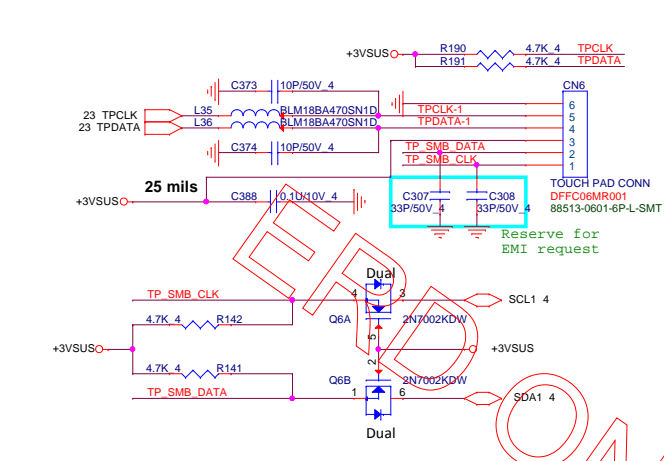 +3VSUS R190 4.7K_4 TPCLK
R191 4.7K_4 TPDATA
C373 10P/50V_4
CN6
23 TPCLK L35 BLM18BA470SN1D TPCLK-1 6
5
23 TPDATA L36 BLM18BA470SN1D TPDATA-1 4
3
C374 10P/50V_4 TP_SMB_DATA 2
TP_SMB_CLK 1
25 mils
TOUCH PAD CONN
+3VSUS C388 0.1U/10V_4
C307 C308 DFFC06MR001
33P/50V_4 33P/50V_4 88513-0601-6P-L-SMT
Reserve for
EMI request
Dual
TP_SMB_CLK 4 3 SCL1 4
4.7K_4 R142 Q6A 2N7002KDW
5
+3VSUS +3VSUS
2
4.7K_4 R141 Q6B 2N7002KDW
TP_SMB_DATA 1 6 SDA1 4
Dual